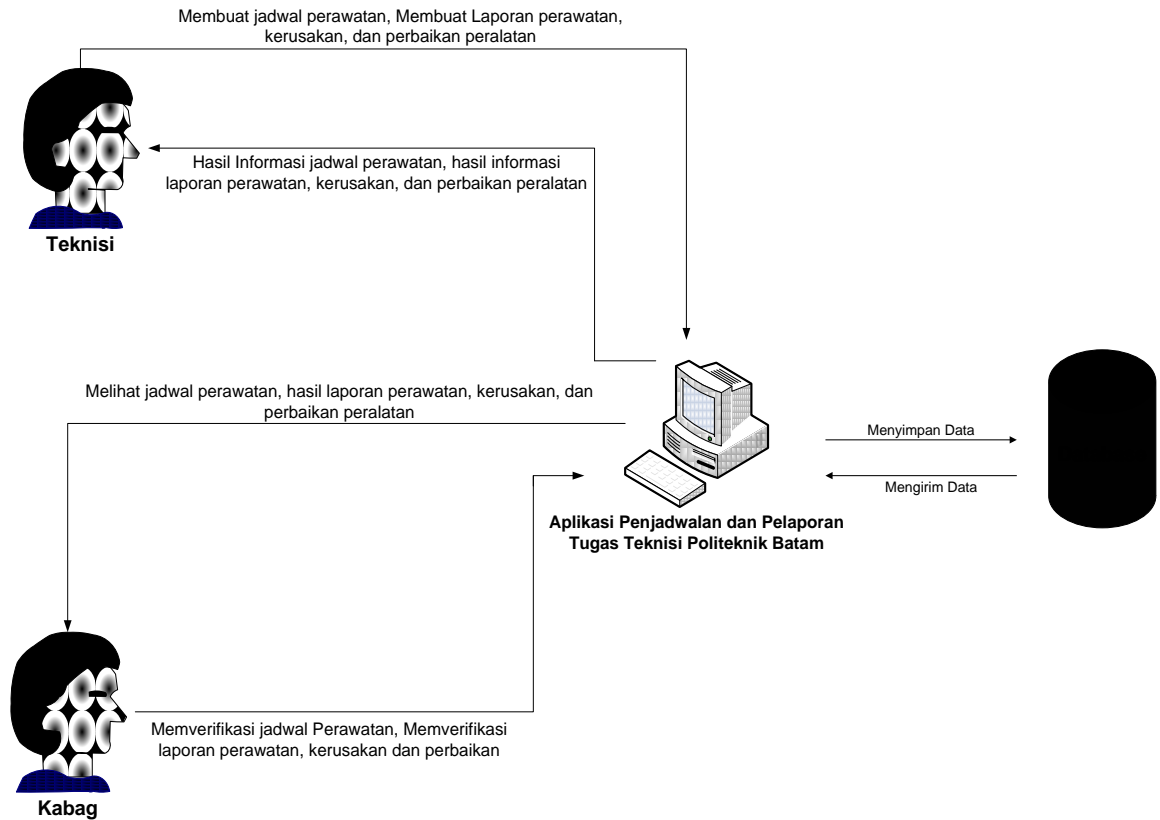 Membuat jadwal perawatan, Membuat Laporan perawatan,
kerusakan, dan perbaikan peralatan
Hasil Informasi jadwal perawatan, hasil informasi
laporan perawatan, kerusakan, dan perbaikan peralatan
Teknisi
Melihat jadwal perawatan, hasil laporan perawatan, kerusakan, dan
perbaikan peralatan
Menyimpan Data
Mengirim Data
Aplikasi Penjadwalan dan Pelaporan
Tugas Teknisi Politeknik Batam
Memverifikasi jadwal Perawatan, Memverifikasi
laporan perawatan, kerusakan dan perbaikan
Kabag